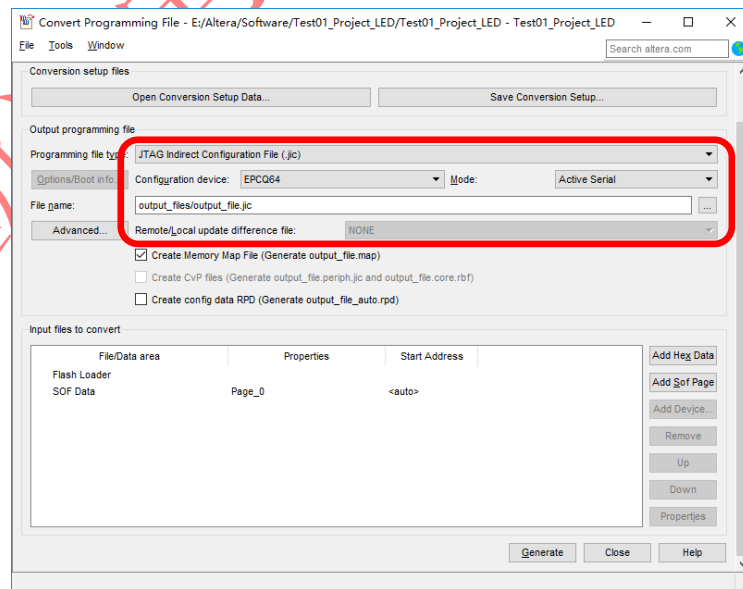 Convert Programming File - E:/Altera/Software/Test01_Project_LED/Test01_Project_LED - Test01_Project_LED
File Tools Window
Search altera.com
Conversion setup files
Open Conversion Setup Data... Save Conversion Setup...
Output programming file
Programming file type: JTAG Indirect Configuration File (.jic)
Options/Boot info... Configuration device: EPCQ64 Mode: Active Serial
File name: output_files/output_file.jic ...
Advanced... Remote/Local update difference file: NONE
Create Memory Map File (Generate output_file.map)
Create CvP files (Generate output_file.periph.jic and output_file.core.rbf)
Create config data RPD (Generate output_file_auto.rpd)
Input files to convert
File/Data area Properties Start Address
Flash Loader
SOF Data Page_0 <auto>
Add Hex Data
Add Sof Page
Add Device...
Remove
Up
Down
Properties
Generate Close Help